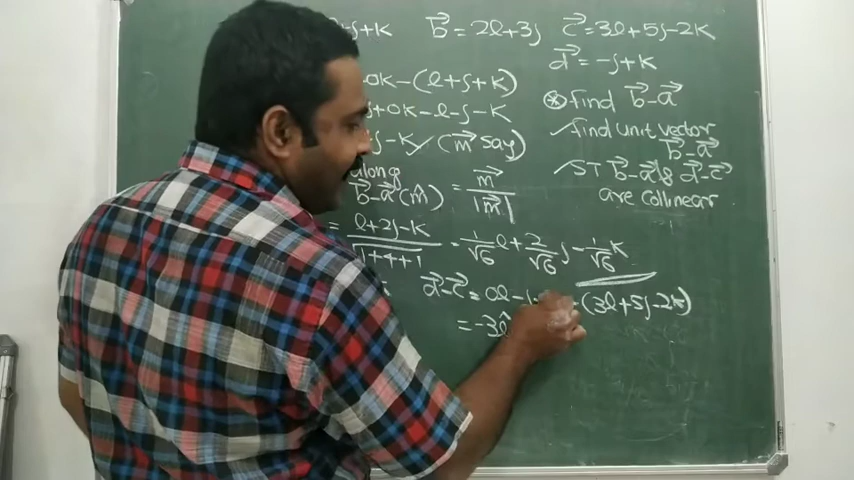 -j+k b⃗ = 2i+3j c⃗ = 3i+5j-2k
d⃗ = -j+k
0k-(i+j+k) ⊛ find b⃗-a⃗
j+0k-i-j-k ✓find unit vector b⃗-a⃗
j-k ✓ (m⃗ say)
along b⃗-a⃗ (m̂) = m⃗/|m⃗| ✓ST b⃗-a⃗ & d⃗-c⃗ are collinear
= i+2j-k/√1+4+1 = 1/√6 i + 2/√6 j - 1/√6 k
d⃗-c⃗ = 0i-j -(3i+5j-2k)
= -3î